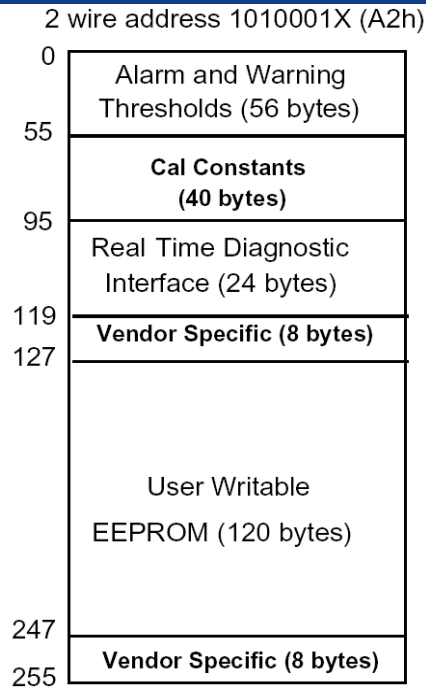 2 wire address 1010001X (A2h)
0
Alarm and Warning
Thresholds (56 bytes)
55
Cal Constants
(40 bytes)
95
Real Time Diagnostic
Interface (24 bytes)
119
Vendor Specific (8 bytes)
127
User Writable
EEPROM (120 bytes)
247
Vendor Specific (8 bytes)
255